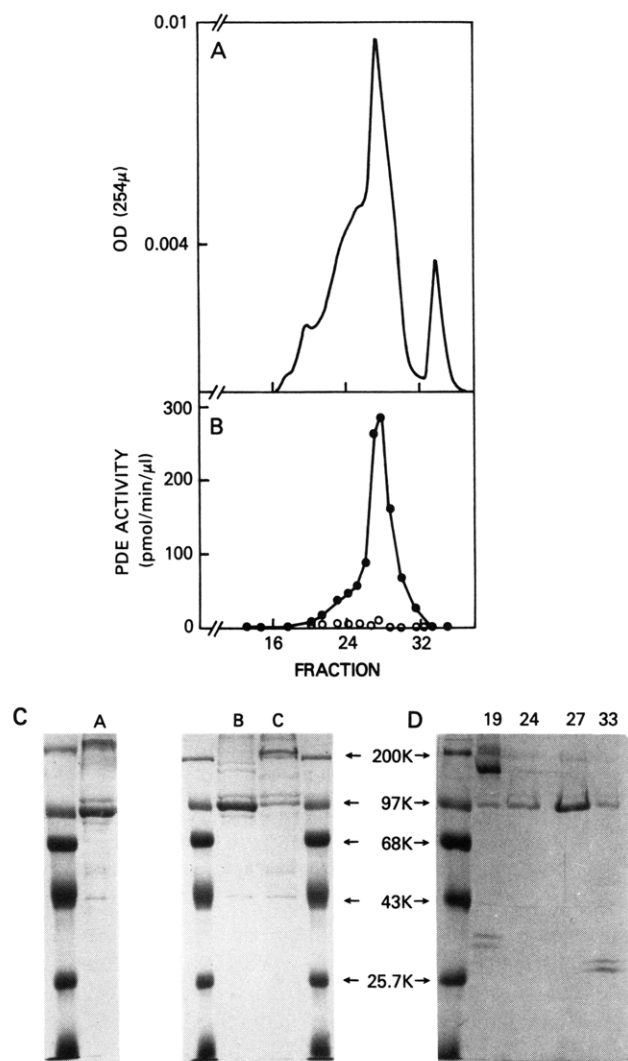 0.01
A
OD (254µ)
0.004
300
B
PDE ACTIVITY
(pmol/min/µl)
200
100
0
16 24 32
FRACTION
C A B C D 19 24 27 33
← 200K →
← 97K →
← 68K →
← 43K →
← 25.7K →